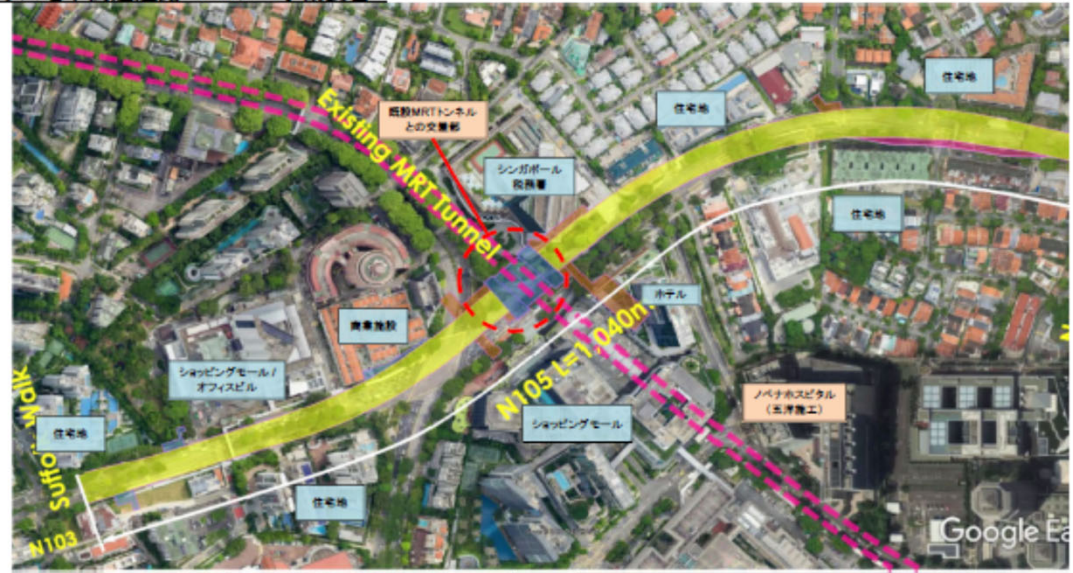 住宅地
住宅地
既設MRTトンネル
との交差部
Existing MRT Tunnel
シンガポール
税務署
住宅地
ホテル
商業施設
N105 L=1,040m
ショッピングモール /
オフィスビル
ノベナホスピタル
(五洋施工)
ショッピングモール
住宅地
Walk
住宅地
N103
Google Ea